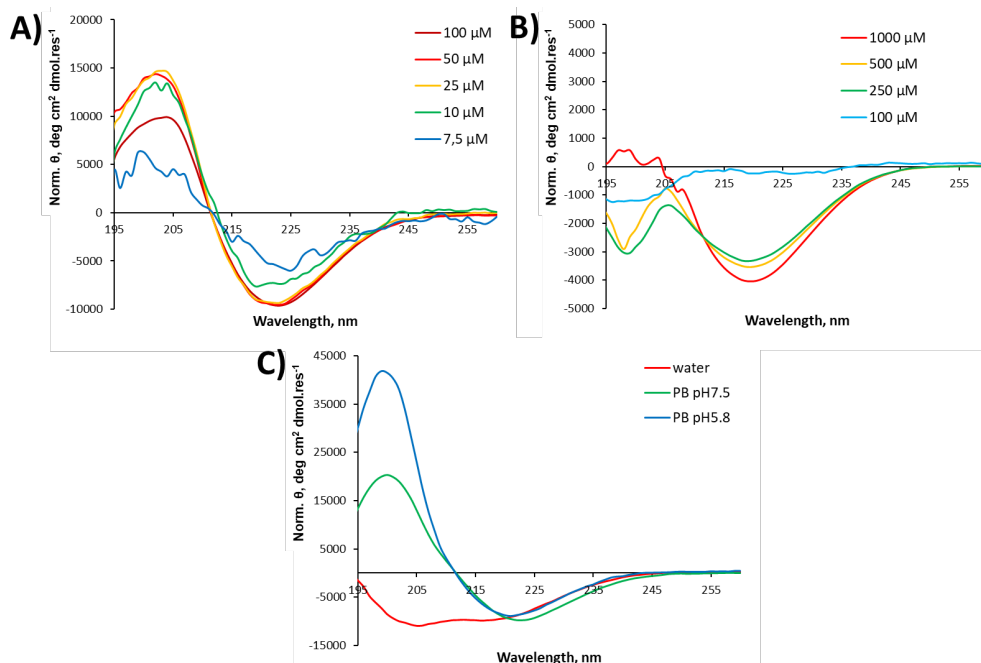 A)
Norm. θ, deg cm² dmol.res⁻¹
20000
15000
10000
5000
0
-5000
-10000
195
205
215
225
235
245
255
Wavelength, nm
100 µM
50 µM
25 µM
10 µM
7,5 µM
B)
Norm. θ, deg cm² dmol.res⁻¹
5000
4000
3000
2000
1000
0
-1000
-2000
-3000
-4000
-5000
195
205
215
225
235
245
255
Wavelength, nm
1000 µM
500 µM
250 µM
100 µM
C)
Norm. θ, deg cm² dmol.res⁻¹
45000
35000
25000
15000
5000
-5000
-15000
195
205
215
225
235
245
255
Wavelength, nm
water
PB pH7.5
PB pH5.8